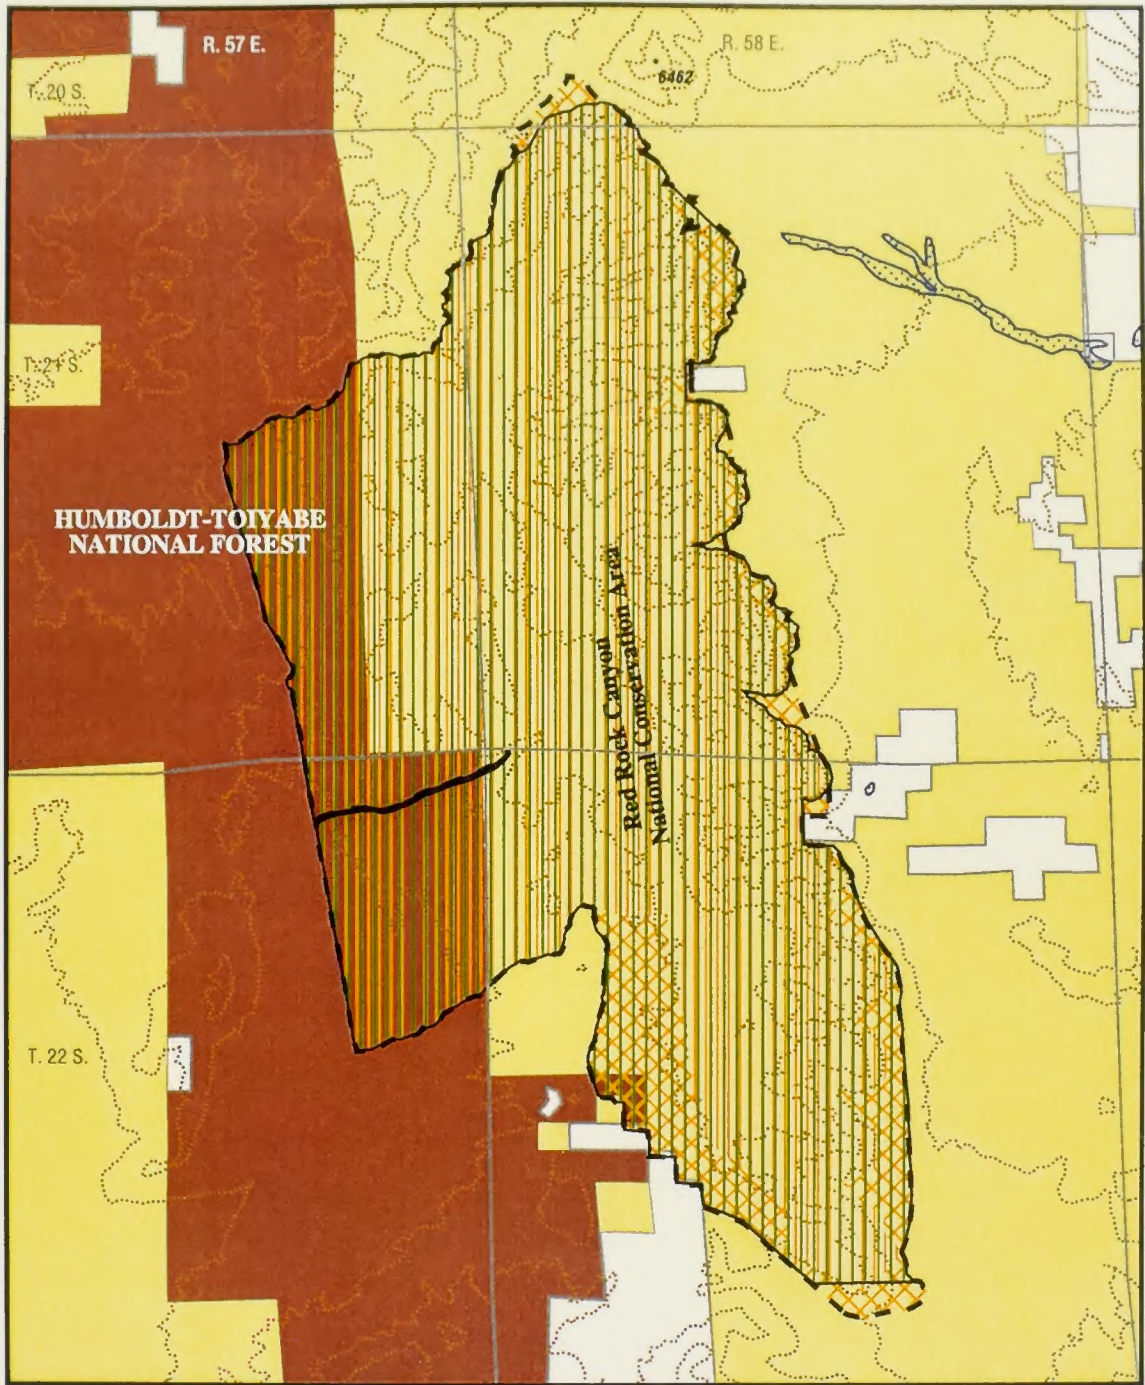 R. 57 E.
R. 58 E.
6462
T. 20 S.
T. 21 S.
HUMBOLDT-TOIYABE
NATIONAL FOREST
Red Rock Canyon
National Conservation Area
T. 22 S.